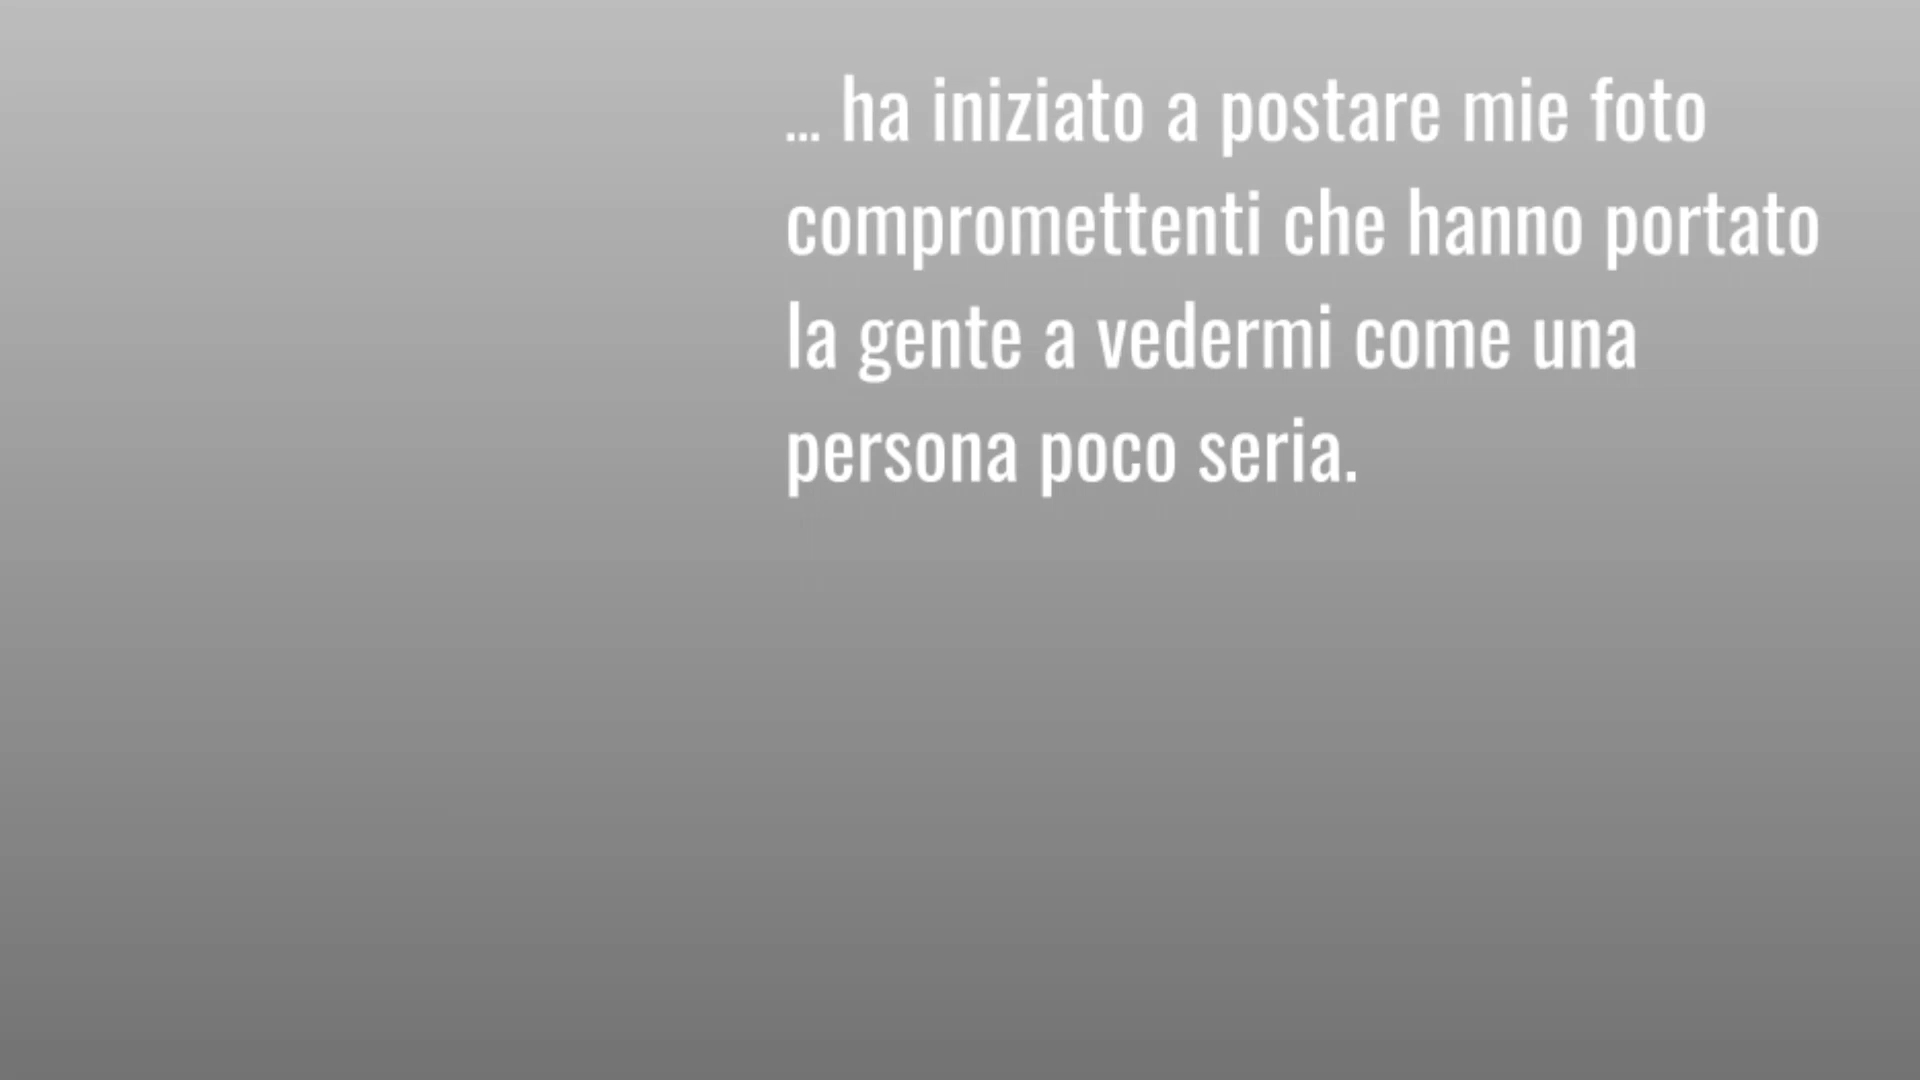 ... ha iniziato a postare mie foto
compromettenti che hanno portato
la gente a vedermi come una
persona poco seria.